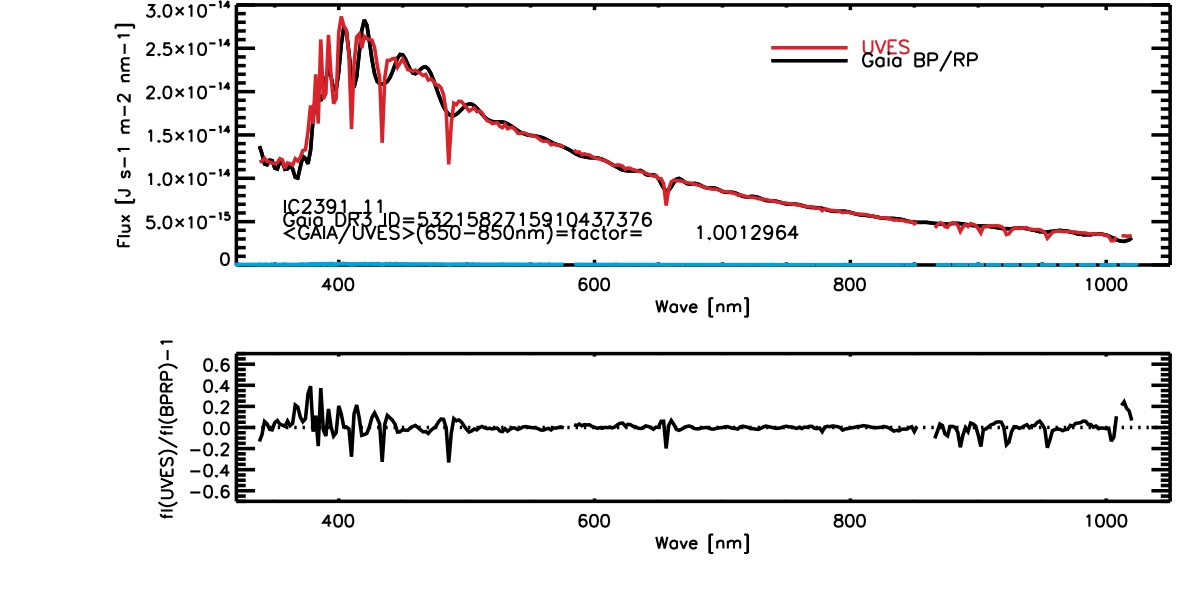 3.0×10−14
2.5×10−14
2.0×10−14
1.5×10−14
1.0×10−14
5.0×10−15
0
Flux [J s−1 m−2 nm−1]
UVES
Gaia BP/RP
IC2391_11
Gaia DR3 ID=5321582715910437376
<GAIA/UVES>(650−850nm)=factor= 1.0012964
400 600 800 1000
Wave [nm]
fl(UVES)/fl(BPRP)−1
0.6
0.4
0.2
0.0
−0.2
−0.4
−0.6
400 600 800 1000
Wave [nm]